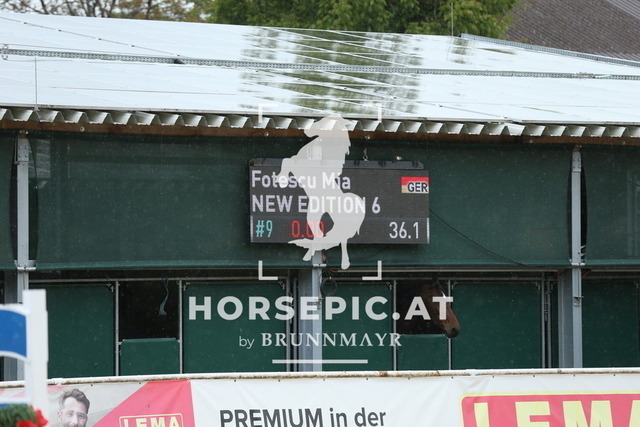 Fotescu Mia
GER
NEW EDITION 6
#9 0.00 36.1
HORSEPIC.AT
by BRUNNMAYR
LEMA
PREMIUM in der
LEMA